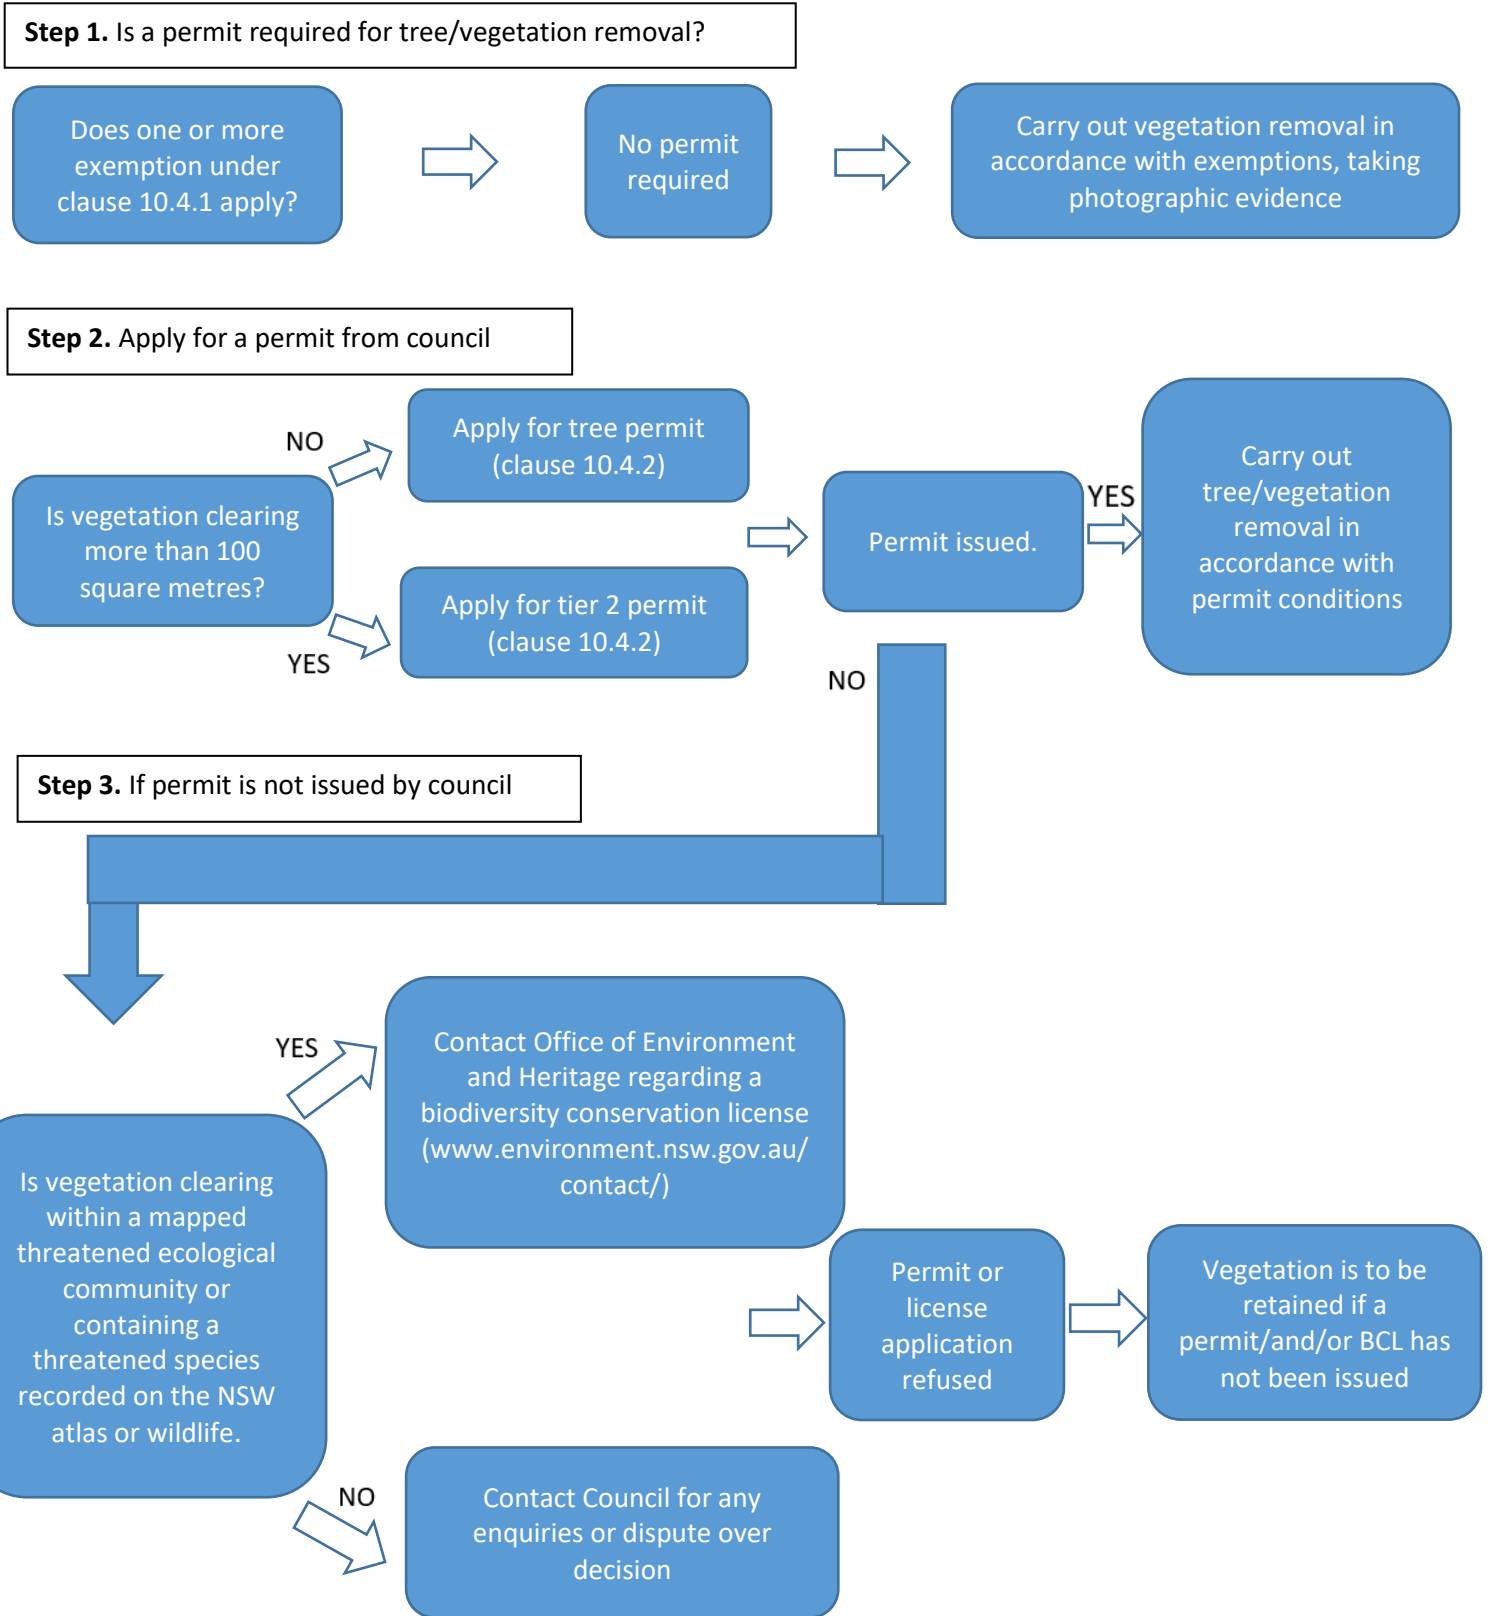 Step 1. Is a permit required for tree/vegetation removal?
Does one or more
exemption under
clause 10.4.1 apply?
No permit
required
Carry out vegetation removal in
accordance with exemptions, taking
photographic evidence
Step 2. Apply for a permit from council
Is vegetation clearing
more than 100
square metres?
NO
Apply for tree permit
(clause 10.4.2)
YES
Apply for tier 2 permit
(clause 10.4.2)
Permit issued.
YES
Carry out
tree/vegetation
removal in
accordance with
permit conditions
NO
Step 3. If permit is not issued by council
Is vegetation clearing
within a mapped
threatened ecological
community or
containing a
threatened species
recorded on the NSW
atlas or wildlife.
YES
Contact Office of Environment
and Heritage regarding a
biodiversity conservation license
(www.environment.nsw.gov.au/
contact/)
NO
Contact Council for any
enquiries or dispute over
decision
Permit or
license
application
refused
Vegetation is to be
retained if a
permit/and/or BCL has
not been issued